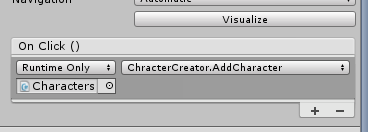 Navigation Automatic
Visualize
On Click ()
Runtime Only ChracterCreator.AddCharacter
Characters
+ −